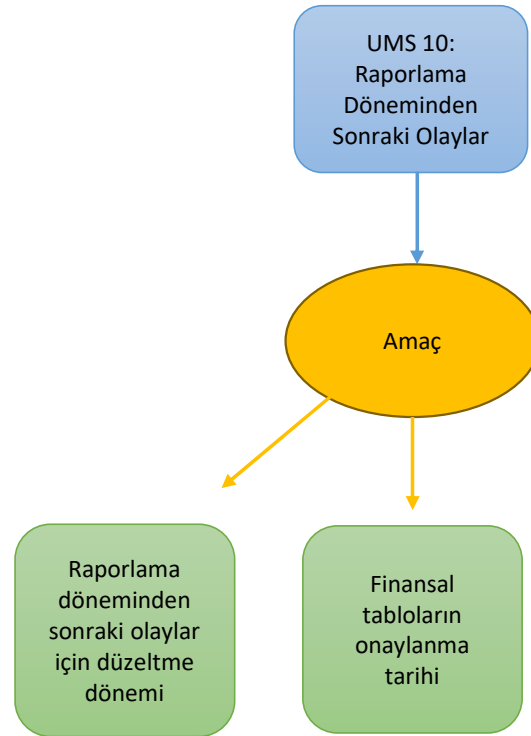 UMS 10:
Raporlama
Döneminden
Sonraki Olaylar
Amaç
Raporlama
döneminden
sonraki olaylar
için düzeltme
dönemi
Finansal
tabloların
onaylanma
tarihi